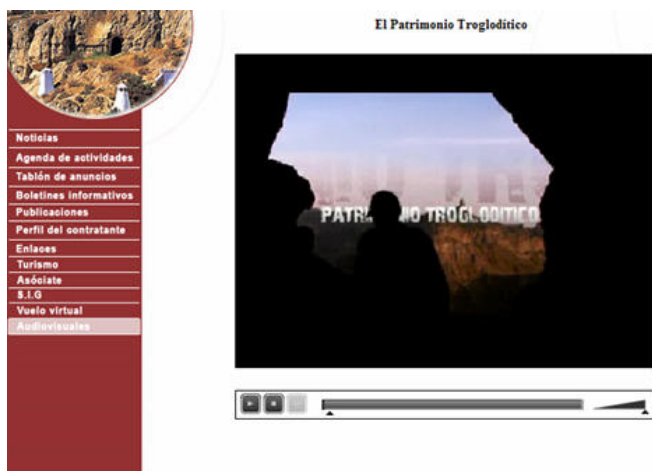 El Patrimonio Troglodítico
Noticias
Agenda de actividades
Tablón de anuncios
Boletines informativos
Publicaciones
Perfil del contratante
Enlaces
Turismo
Asóciate
S.I.G
Vuelo virtual
Audiovisuales
TROGLODITICO